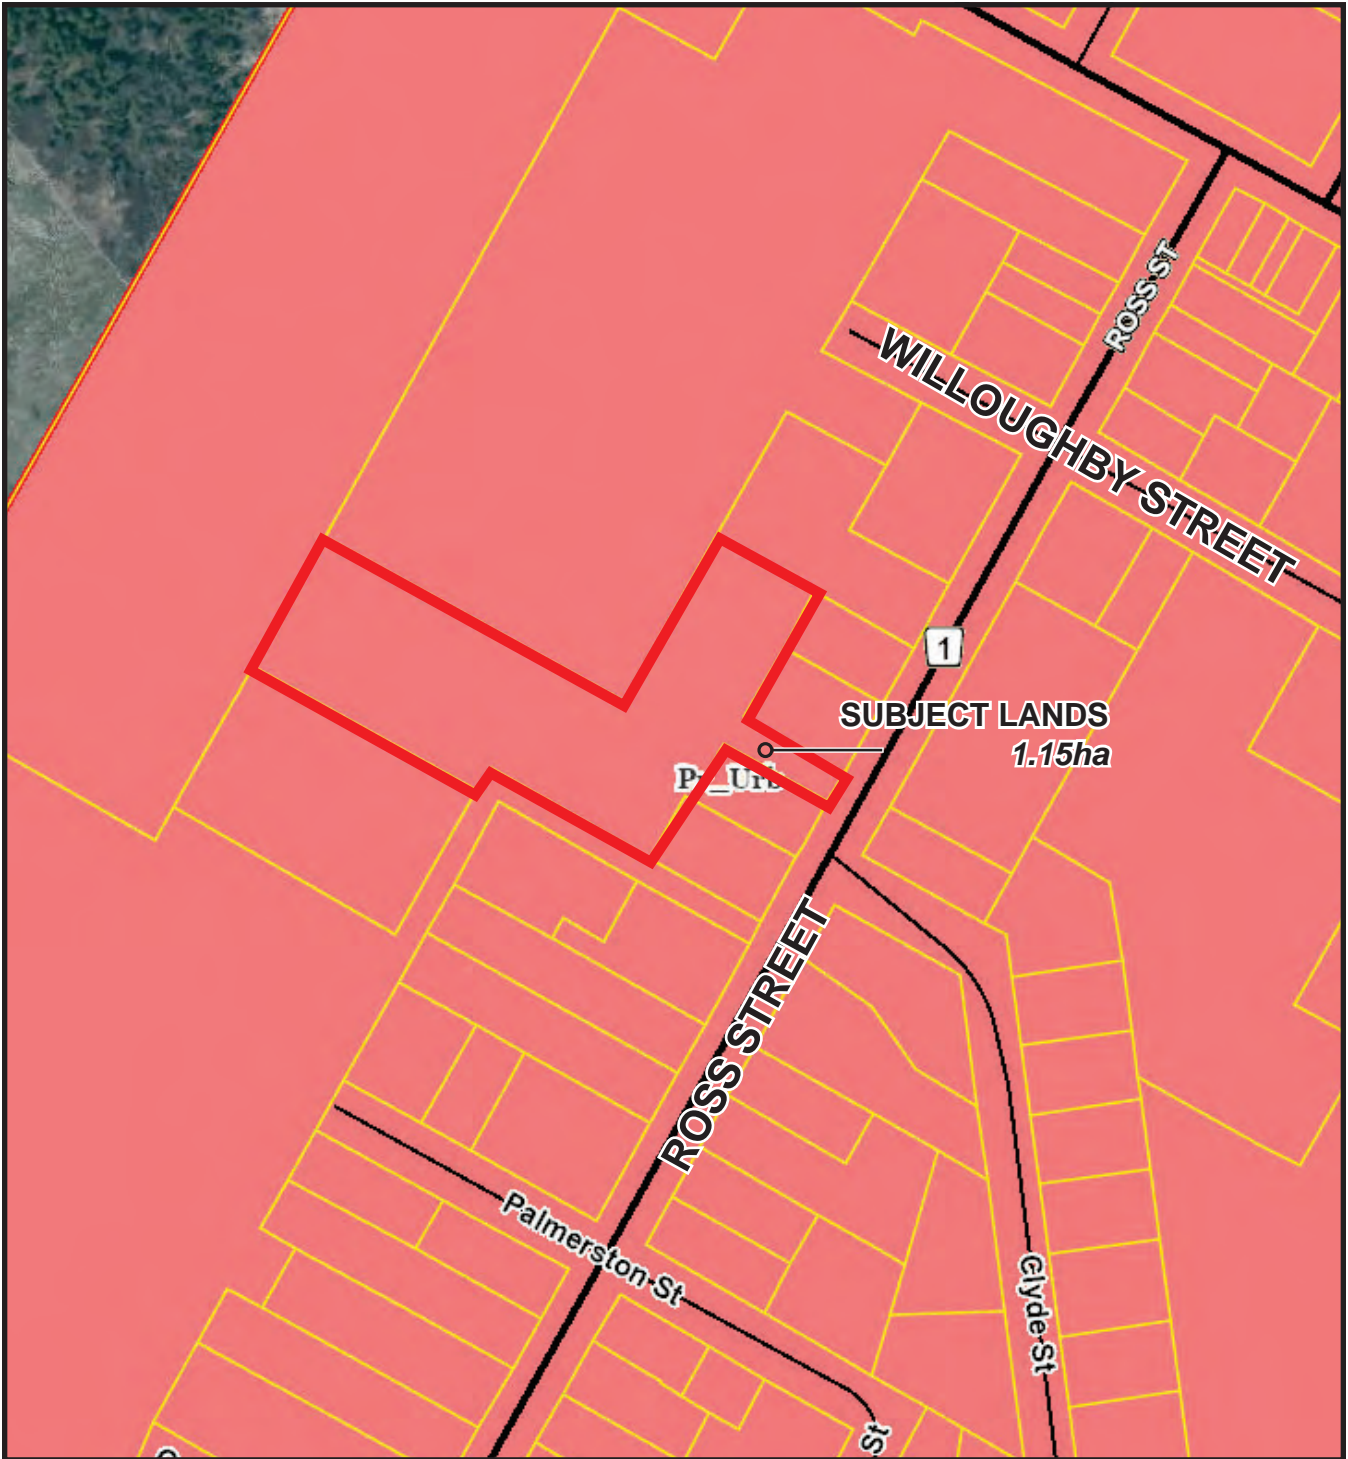 ROSS ST
WILLOUGHBY STREET
1
SUBJECT LANDS
1.15ha
ROSS STREET
Palmerston St
Clyde St
St